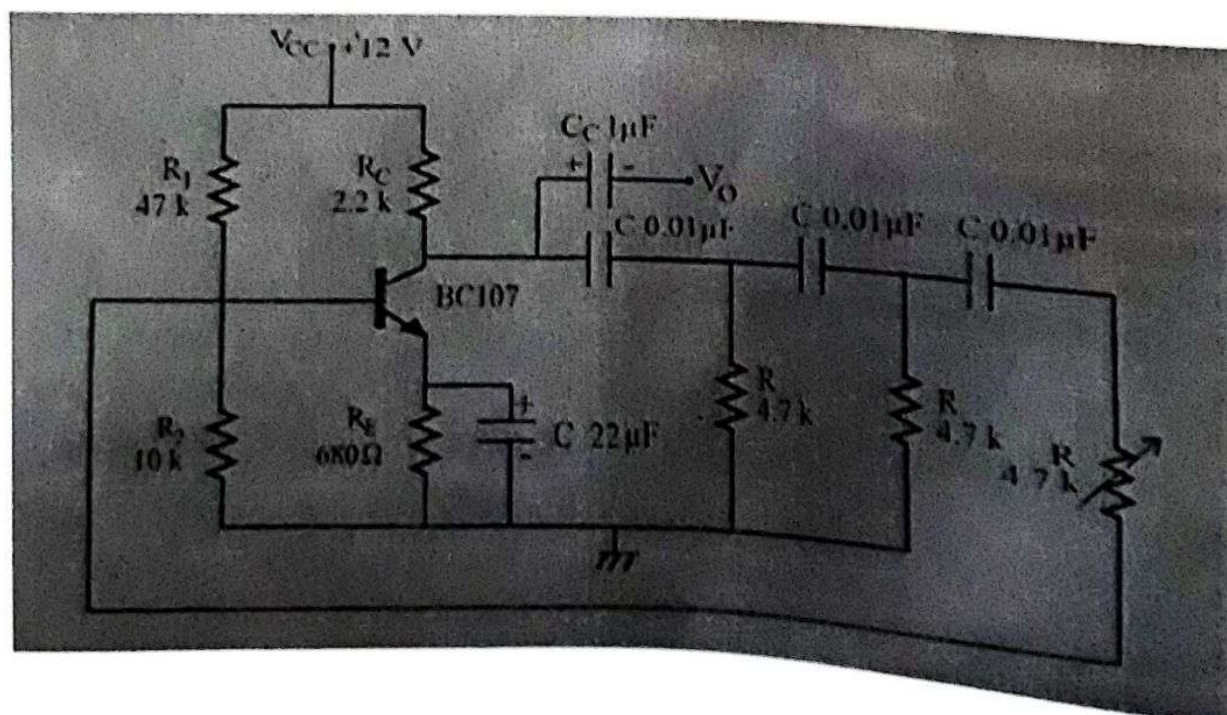 VCC +12 V
CC 1µF
R1
47 k
RC
2.2 k
+ -
VO
C 0.01µF
C 0.01µF
C 0.01µF
BC107
R2
10 k
RE
680Ω
+
-
C 22µF
R
4.7 k
R
4.7 k
R
4.7 k